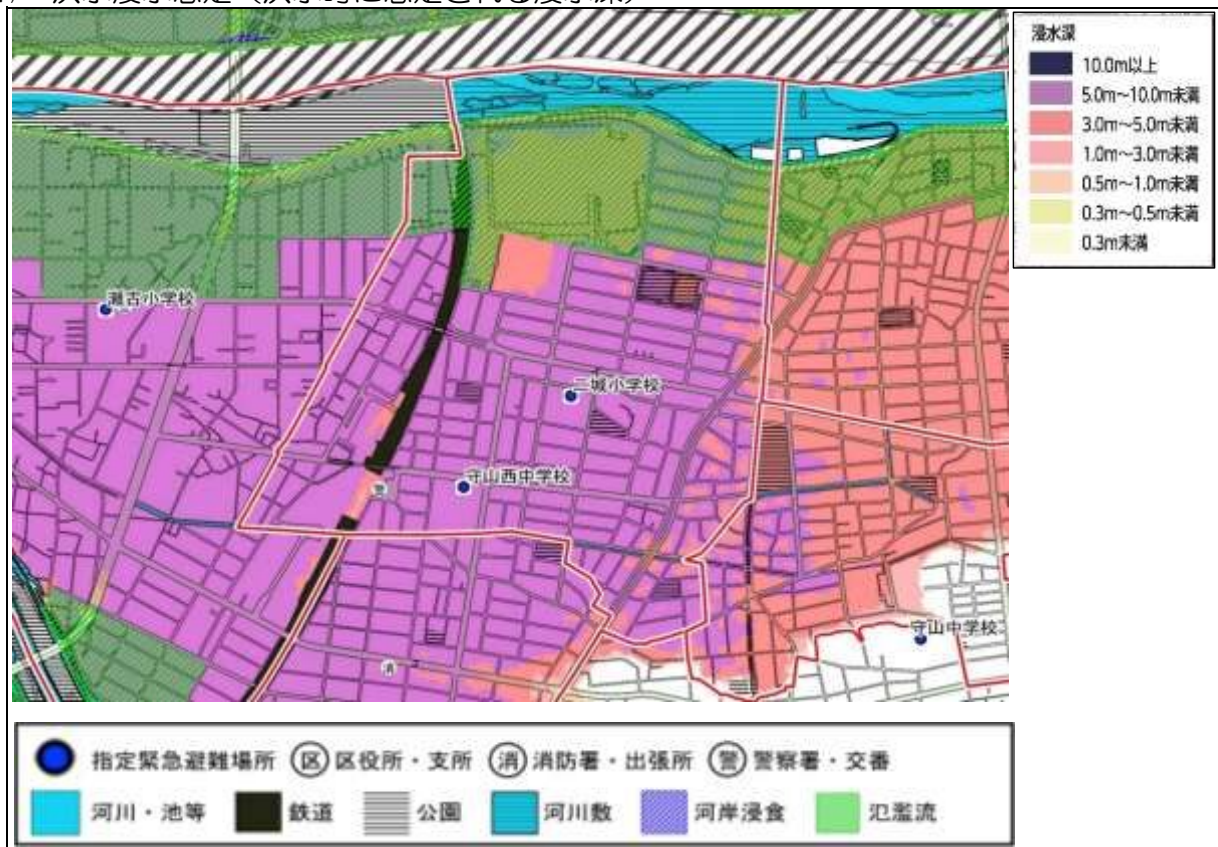 浸水深
10.0m以上
5.0m～10.0m未満
3.0m～5.0m未満
1.0m～3.0m未満
0.5m～1.0m未満
0.3m～0.5m未満
0.3m未満
瀬古小学校
二城小学校
守山西中学校
警
守山中学校
消
指定緊急避難場所 区 区役所・支所 消 消防署・出張所 警 警察署・交番
河川・池等 鉄道 公園 河川敷 河岸浸食 氾濫流